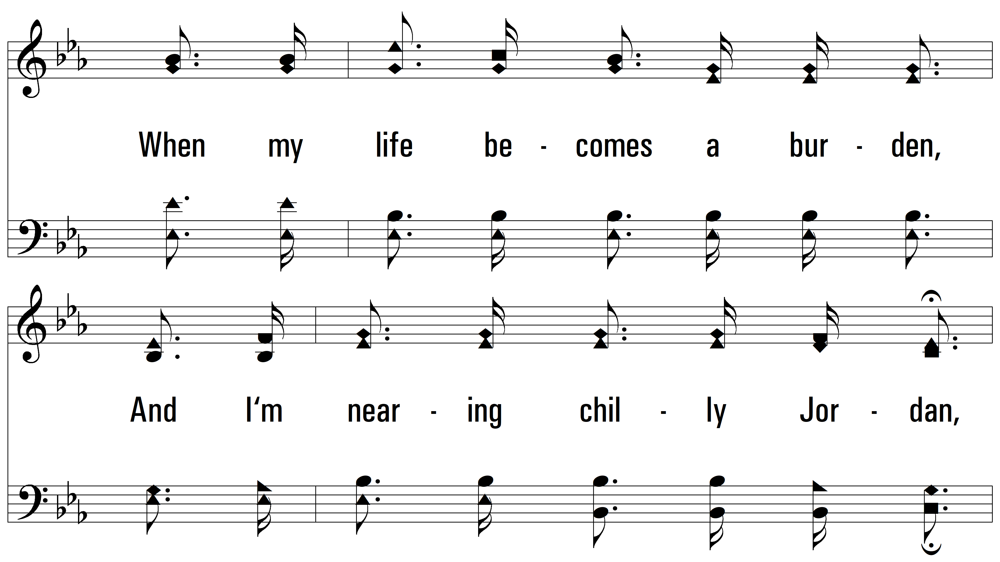 When my life be - comes a bur - den,
And I‘m near - ing chil - ly Jor - dan,